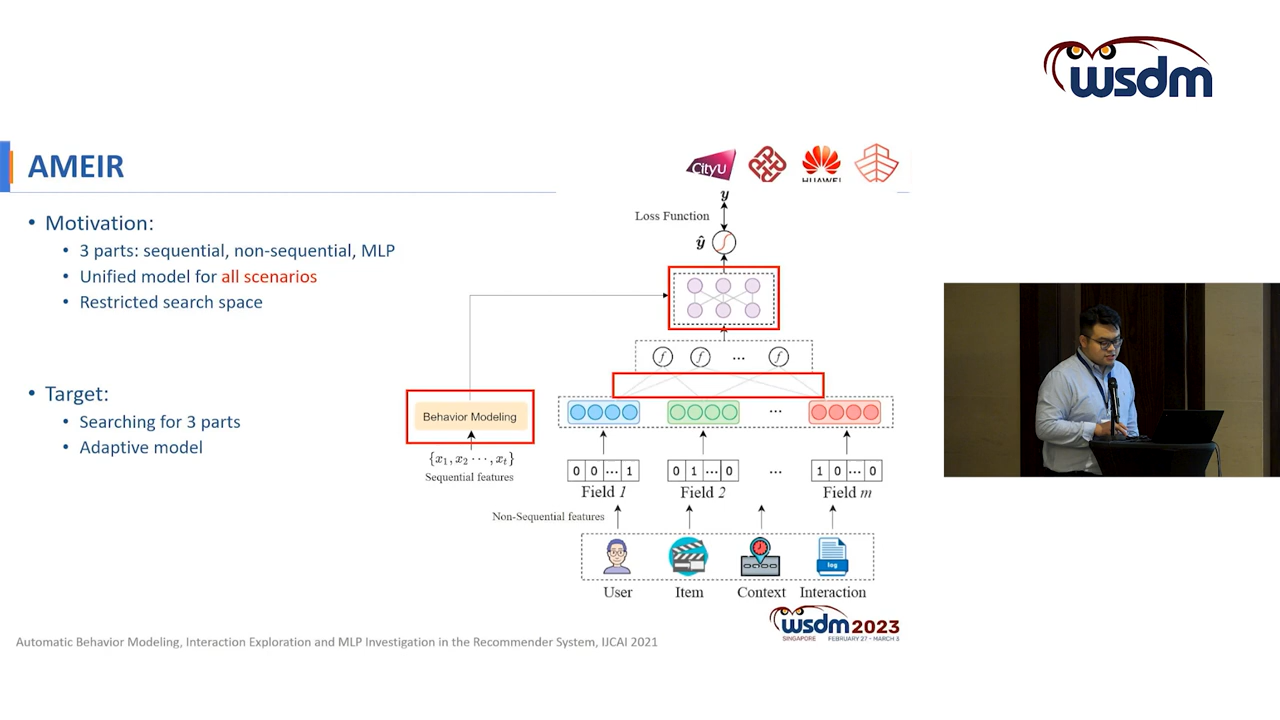 wsdm
AMEIR
CityU
HUAWEI
• Motivation:
• 3 parts: sequential, non-sequential, MLP
• Unified model for all scenarios
• Restricted search space
• Target:
• Searching for 3 parts
• Adaptive model
y
Loss Function
ŷ
f f ... f
Behavior Modeling
{x₁, x₂ ⋯, xₜ}
Sequential features
...
0 0 ... 1 0 1 ... 0 ... 1 0 ... 0
Field 1 Field 2 Field m
Non-Sequential features
log
User Item Context Interaction
wsdm 2023
SINGAPORE FEBRUARY 27 - MARCH 3
Automatic Behavior Modeling, Interaction Exploration and MLP Investigation in the Recommender System, IJCAI 2021